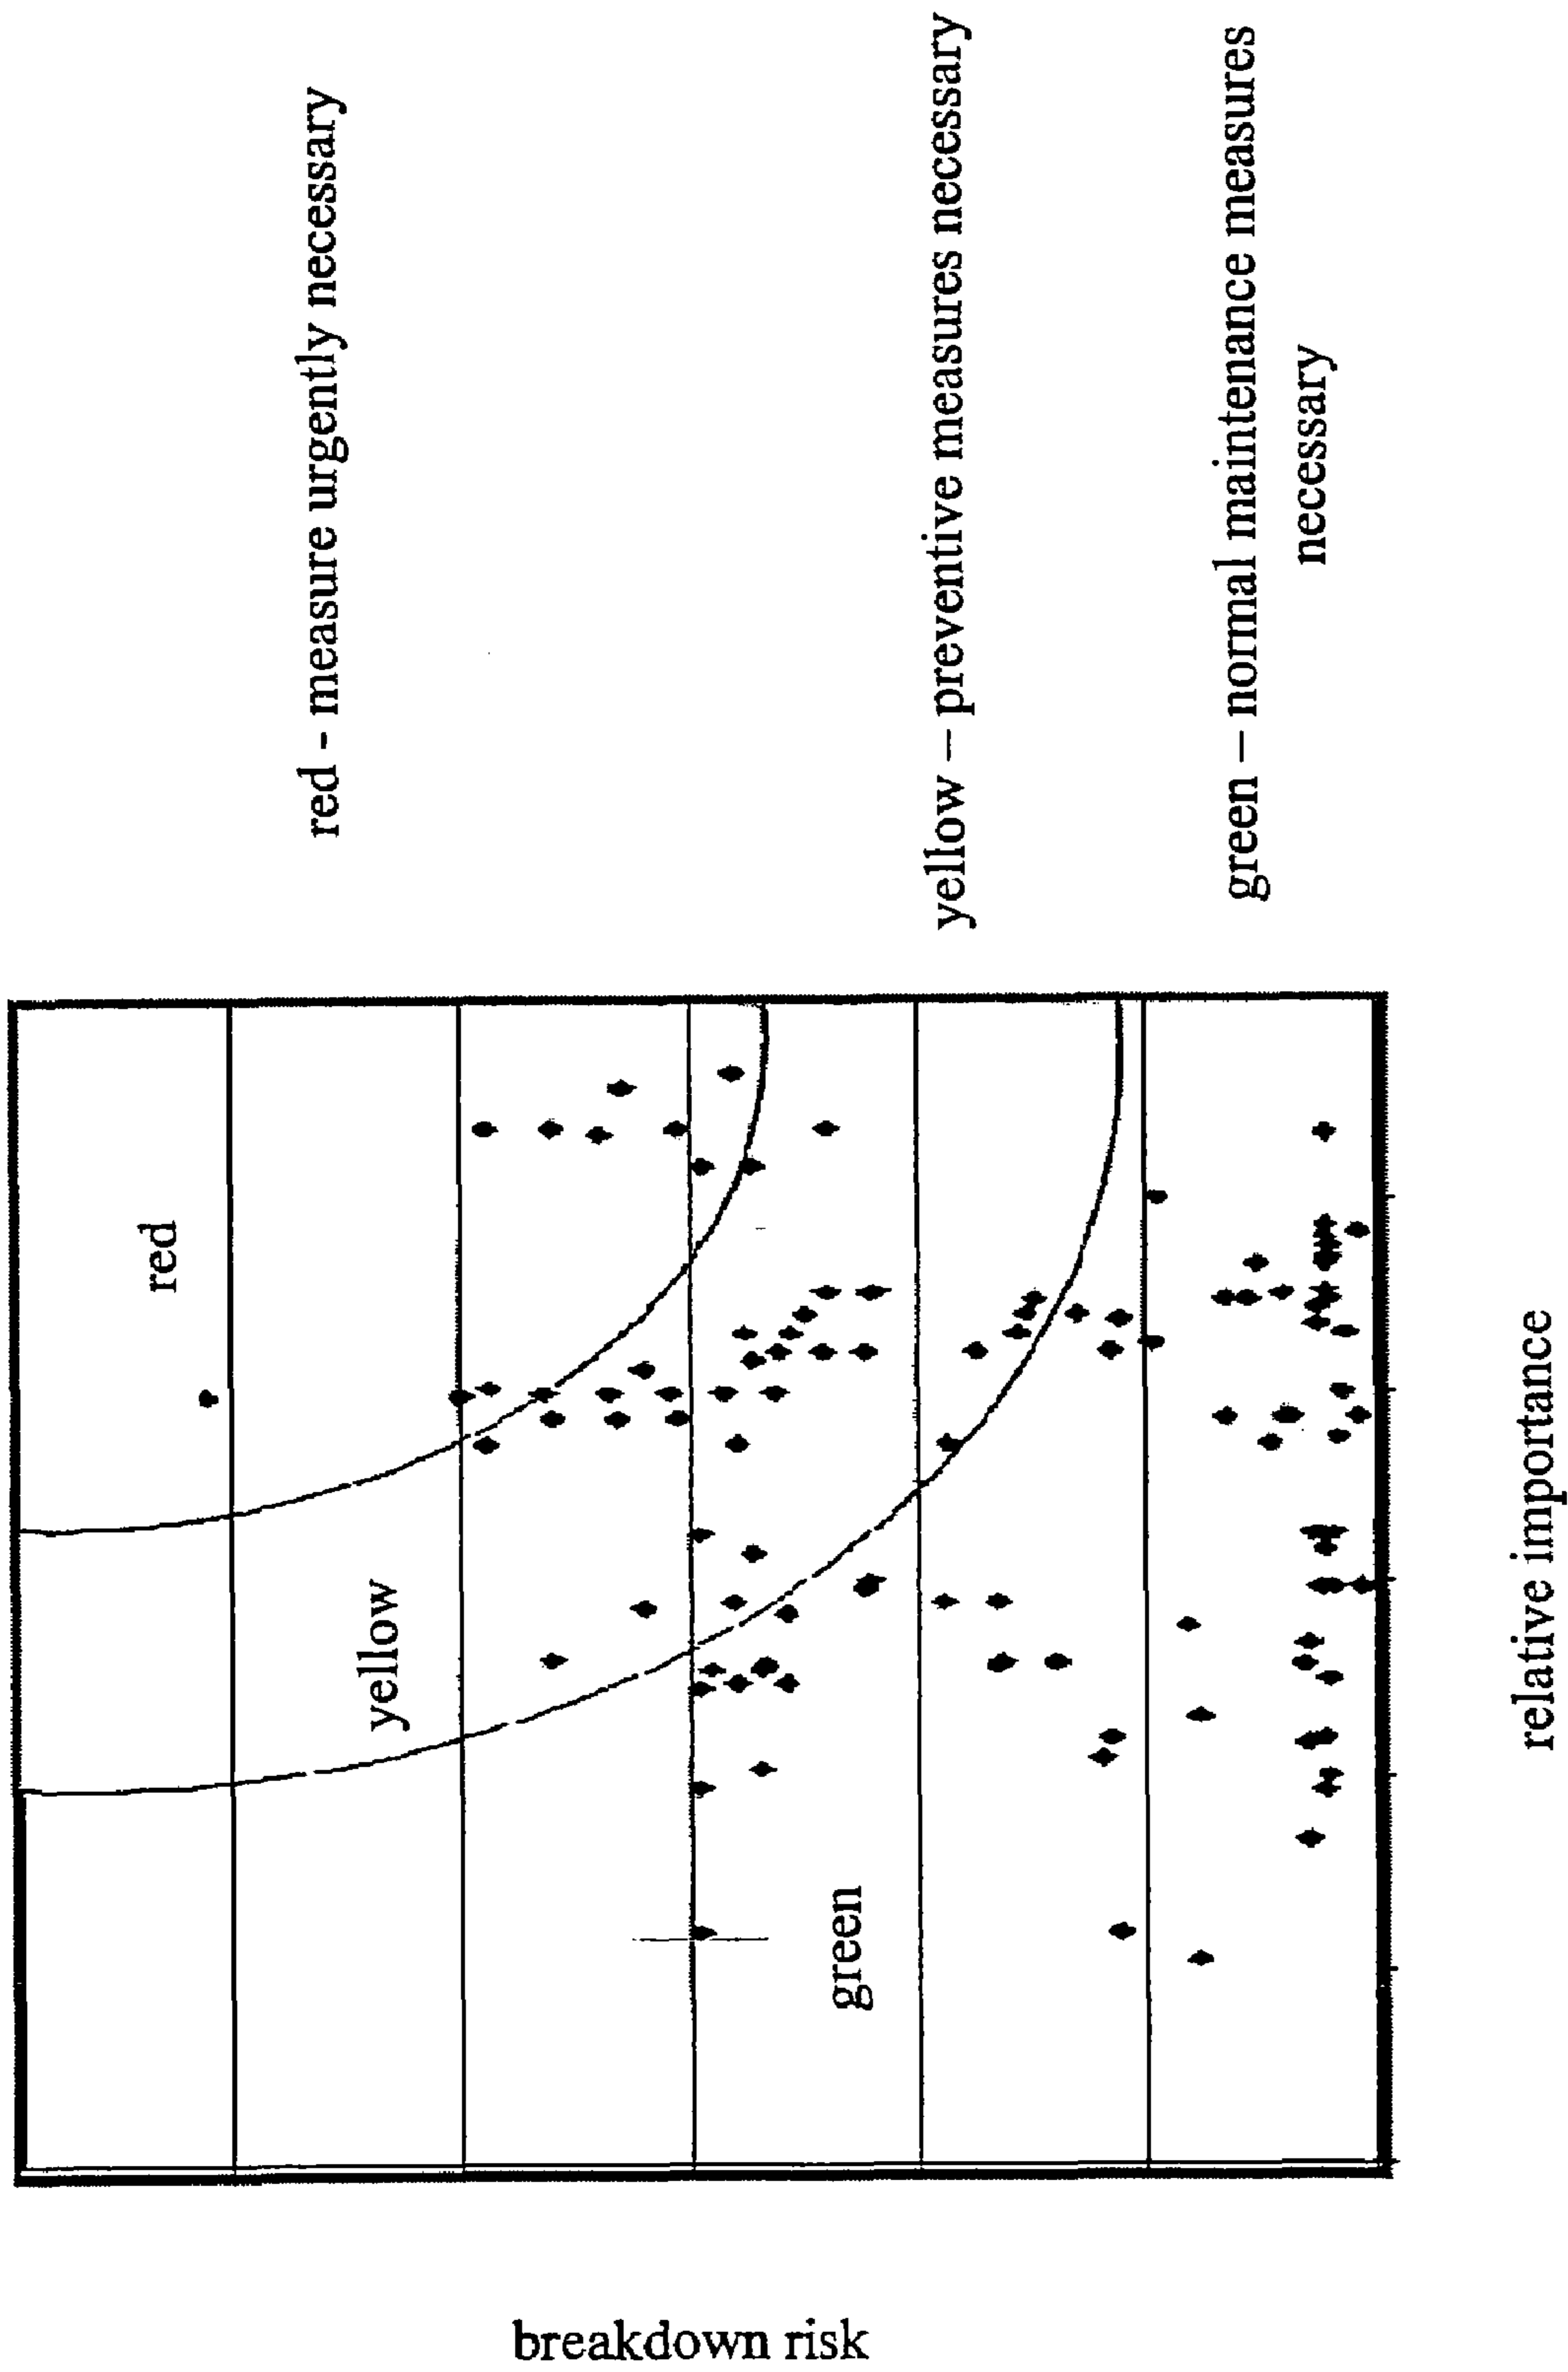 red - measure urgently necessary
yellow – preventive measures necessary
green – normal maintenance measures
necessary
red
yellow
green
relative importance
breakdown risk